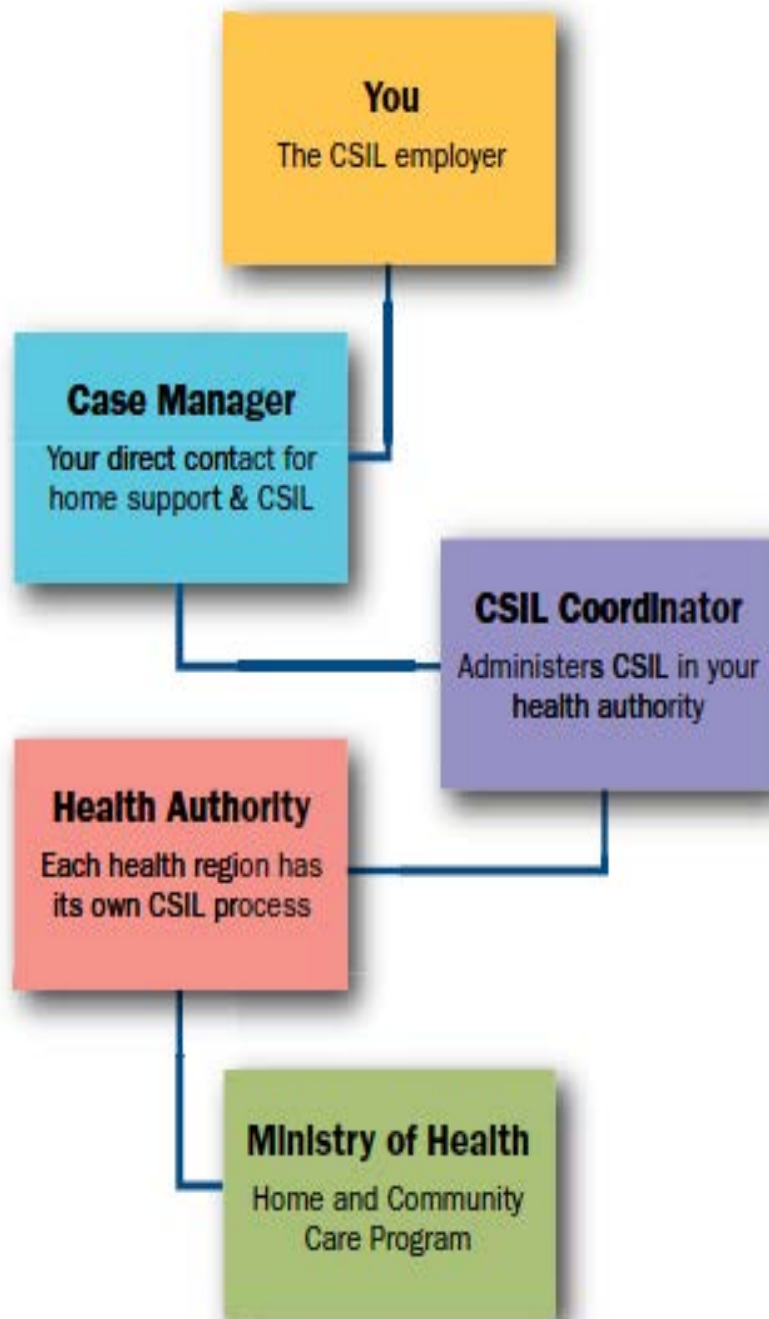 You
The CSIL employer
Case Manager
Your direct contact for
home support & CSIL
CSIL Coordinator
Administers CSIL in your
health authority
Health Authority
Each health region has
its own CSIL process
Ministry of Health
Home and Community
Care Program